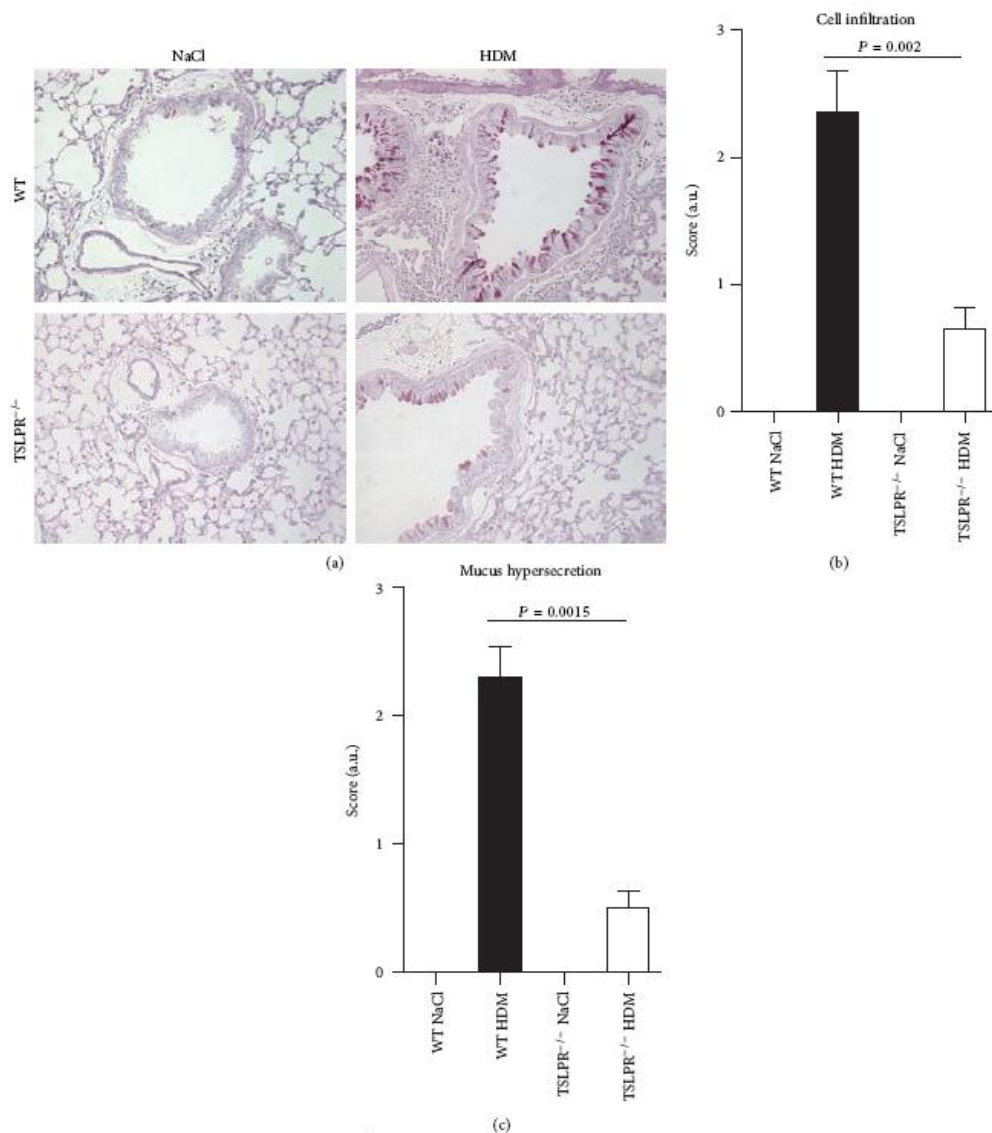 NaCl
HDM
WT
TSLPR−/−
(a)
Cell infiltration
P = 0.002
3
2
1
0
Score (a.u.)
WT NaCl
WT HDM
TSLPR−/− NaCl
TSLPR−/− HDM
(b)
Mucus hypersecretion
P = 0.0015
3
2
1
0
Score (a.u.)
WT NaCl
WT HDM
TSLPR−/− NaCl
TSLPR−/− HDM
(c)